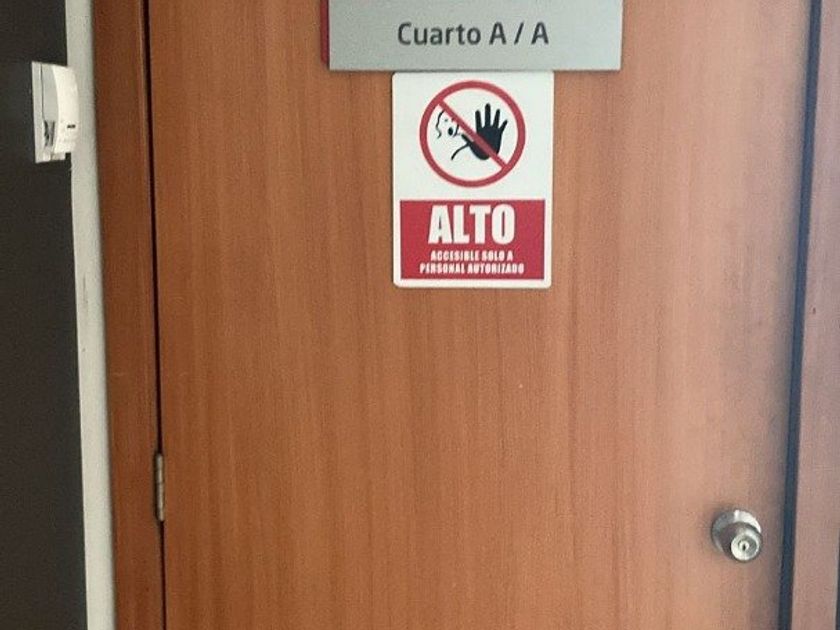 Cuarto A / A
ALTO
ACCESIBLE SOLO A
PERSONAL AUTORIZADO